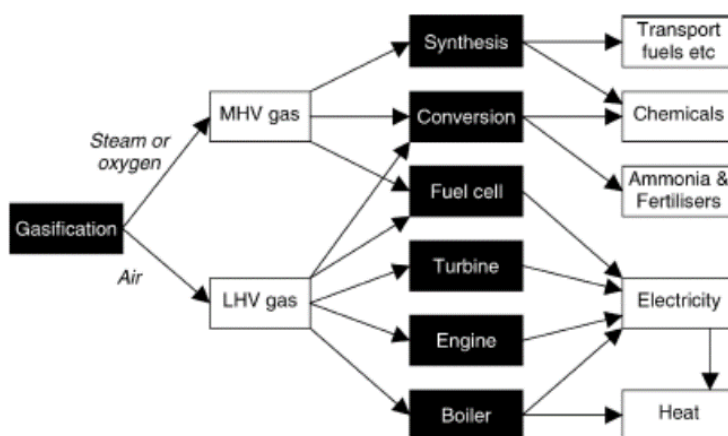 Synthesis
Transport
fuels etc
MHV gas
Conversion
Chemicals
Steam or
oxygen
Fuel cell
Ammonia &
Fertilisers
Gasification
Air
Turbine
LHV gas
Electricity
Engine
Boiler
Heat